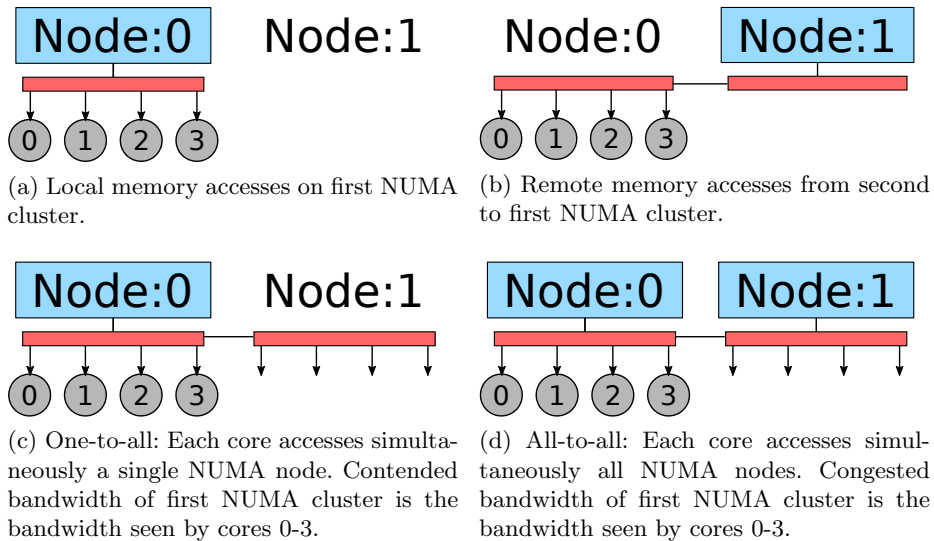 Node:0 Node:1
0 1 2 3
(a) Local memory accesses on first NUMA
cluster.
Node:0 Node:1
0 1 2 3
(b) Remote memory accesses from second
to first NUMA cluster.
Node:0 Node:1
0 1 2 3
(c) One-to-all: Each core accesses simulta-
neously a single NUMA node. Contended
bandwidth of first NUMA cluster is the
bandwidth seen by cores 0-3.
Node:0 Node:1
0 1 2 3
(d) All-to-all: Each core accesses simul-
taneously all NUMA nodes. Congested
bandwidth of first NUMA cluster is the
bandwidth seen by cores 0-3.